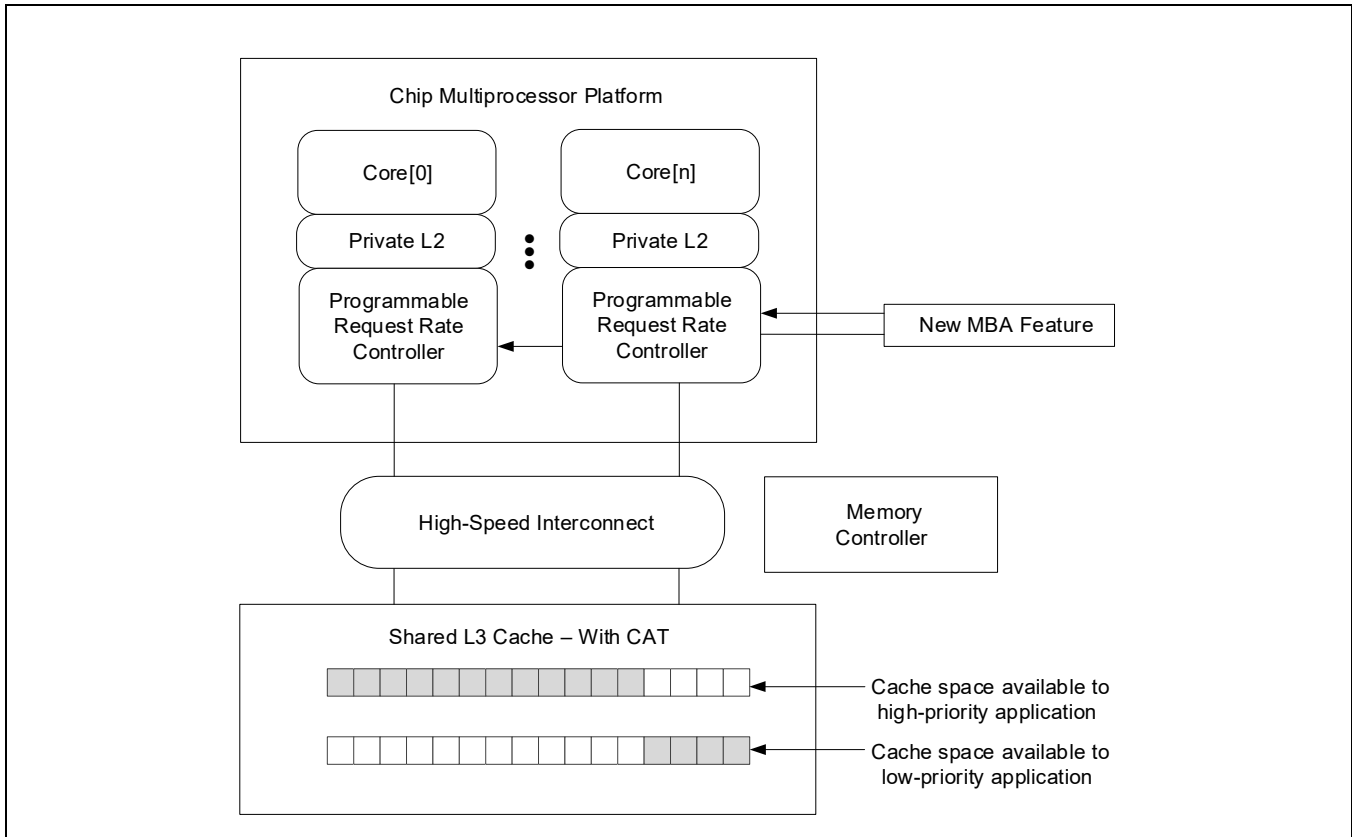 Chip Multiprocessor Platform
Core[0]
Core[n]
Private L2
Private L2
Programmable
Request Rate
Controller
Programmable
Request Rate
Controller
New MBA Feature
High-Speed Interconnect
Memory
Controller
Shared L3 Cache – With CAT
Cache space available to
high-priority application
Cache space available to
low-priority application